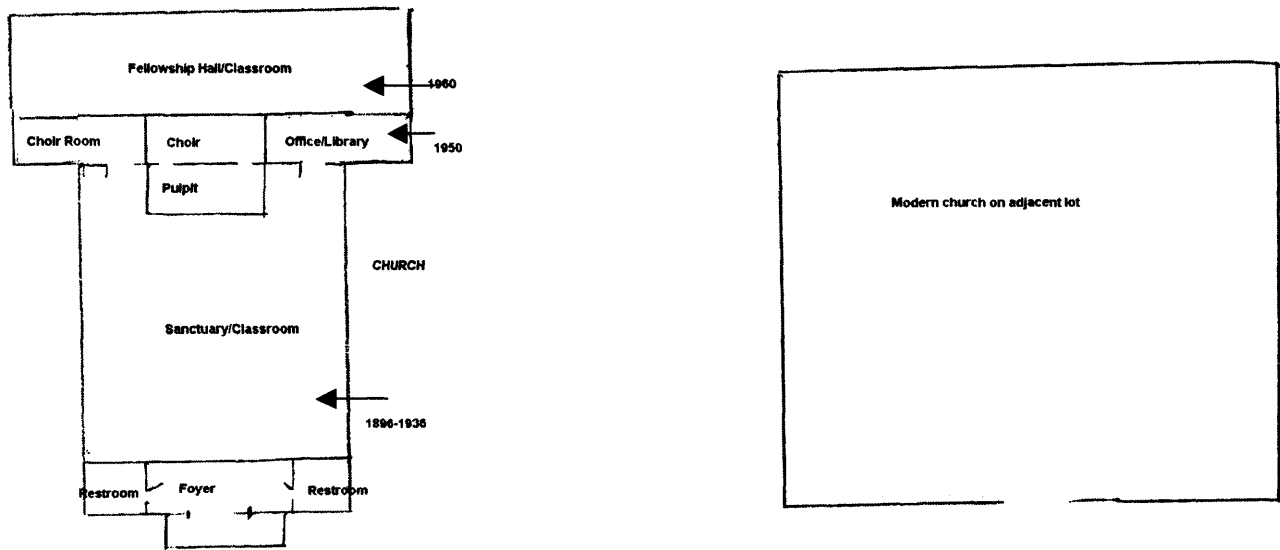 Fellowship Hall/Classroom
1960
Choir Room
Choir
Office/Library
1950
Pulpit
CHURCH
Sanctuary/Classroom
1896-1936
Restroom
Foyer
Restroom
Modern church on adjacent lot